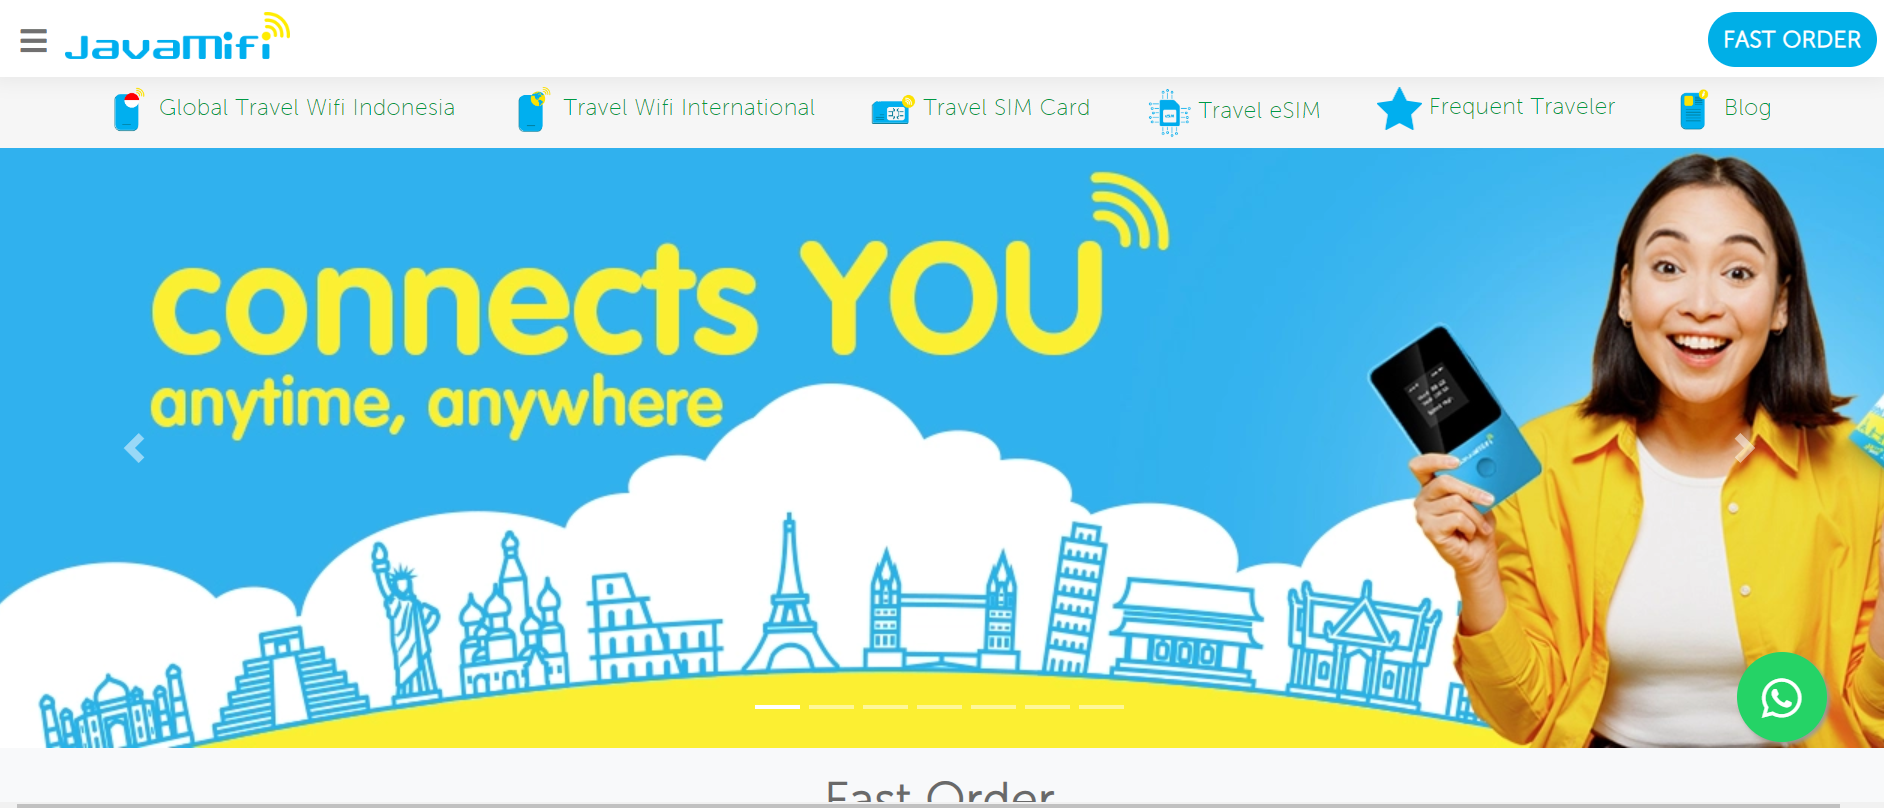 JavaMifi
FAST ORDER
Global Travel Wifi Indonesia
Travel Wifi International
Travel SIM Card
Travel eSIM
Frequent Traveler
Blog
connects YOU
anytime, anywhere
JAVAMIFI
Fast Order